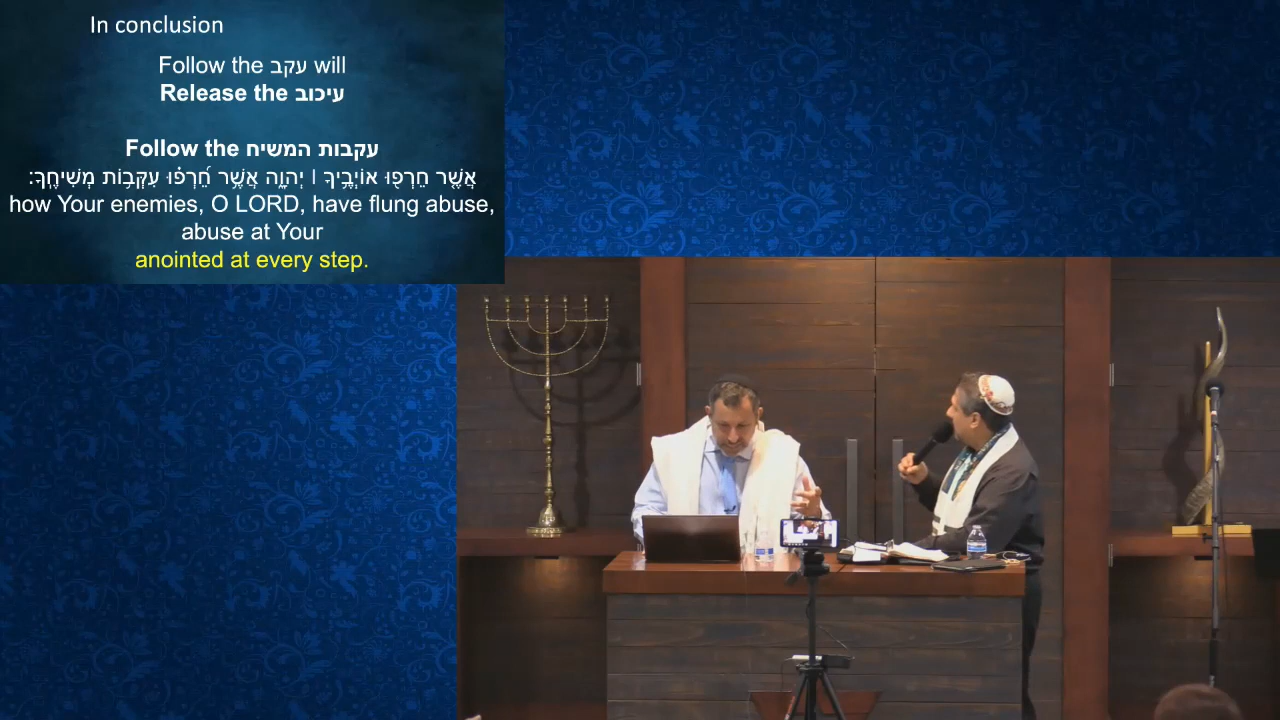 In conclusion
Follow the עקב will
Release the עיכוב
Follow the עקבות המשיח
אֲשֶׁ֤ר חֵרְפ֖וּ אוֹיְבֶ֥יךָ ׀ יְהוָ֑ה אֲשֶׁ֥ר חֵ֝רְפ֗וּ עִקְּב֥וֹת מְשִׁיחֶֽךָ׃
how Your enemies, O LORD, have flung abuse,
abuse at Your
anointed at every step.